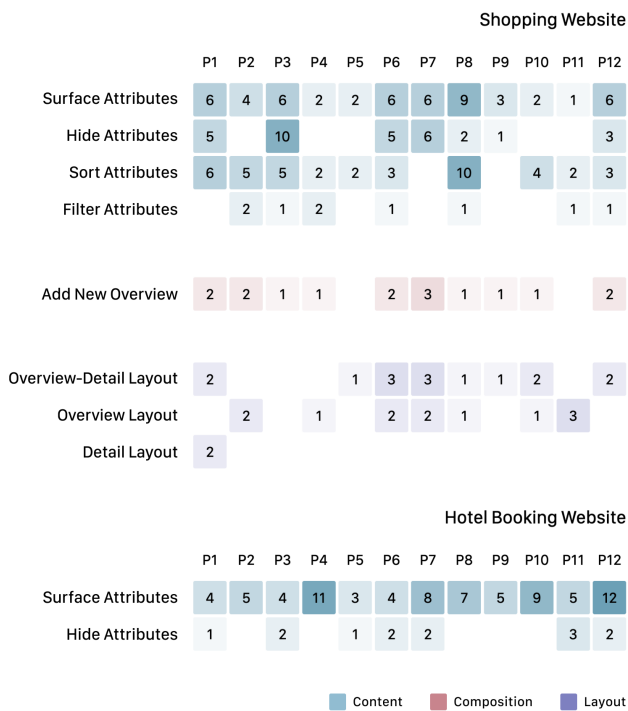 Shopping Website
P1 P2 P3 P4 P5 P6 P7 P8 P9 P10 P11 P12
Surface Attributes 6 4 6 2 2 6 6 9 3 2 1 6
Hide Attributes 5 10 5 6 2 1 3
Sort Attributes 6 5 5 2 2 3 10 4 2 3
Filter Attributes 2 1 2 1 1 1 1
Add New Overview 2 2 1 1 2 3 1 1 1 2
Overview-Detail Layout 2 1 3 3 1 1 2 2
Overview Layout 2 1 2 2 1 1 3
Detail Layout 2
Hotel Booking Website
P1 P2 P3 P4 P5 P6 P7 P8 P9 P10 P11 P12
Surface Attributes 4 5 4 11 3 4 8 7 5 9 5 12
Hide Attributes 1 2 1 2 2 3 2
Content Composition Layout